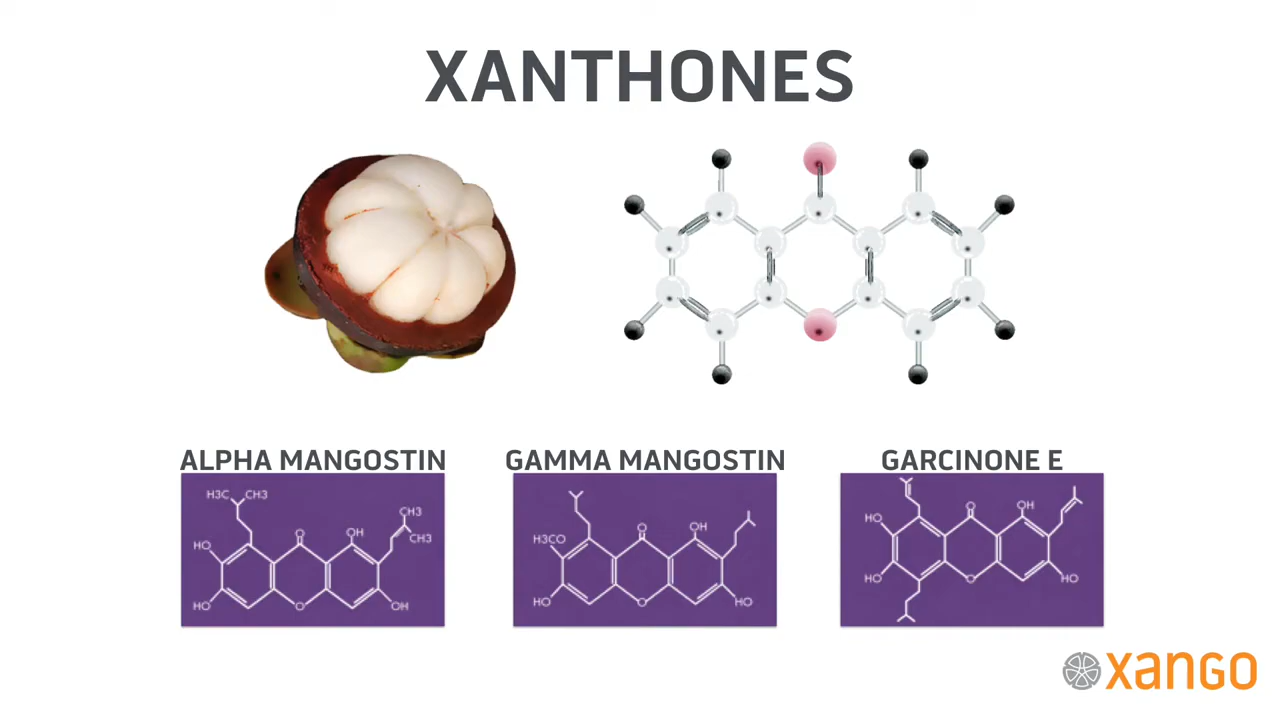 XANTHONES
ALPHA MANGOSTIN
GAMMA MANGOSTIN
GARCINONE E
H3C CH3
HO
O
OH
CH3
CH3
HO
O
OH
H3CO
O
OH
HO
O
HO
HO
O
OH
HO
O
HO
xango